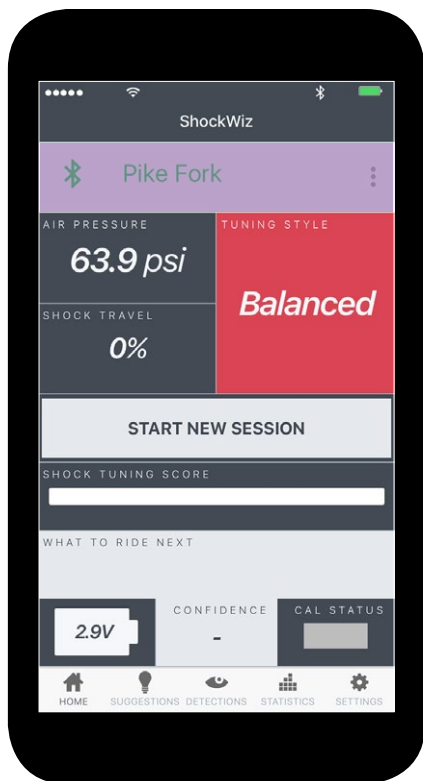 ShockWiz
Pike Fork
AIR PRESSURE
63.9 psi
TUNING STYLE
Balanced
SHOCK TRAVEL
0%
START NEW SESSION
SHOCK TUNING SCORE
WHAT TO RIDE NEXT
2.9V
CONFIDENCE
-
CAL STATUS
HOME
SUGGESTIONS
DETECTIONS
STATISTICS
SETTINGS